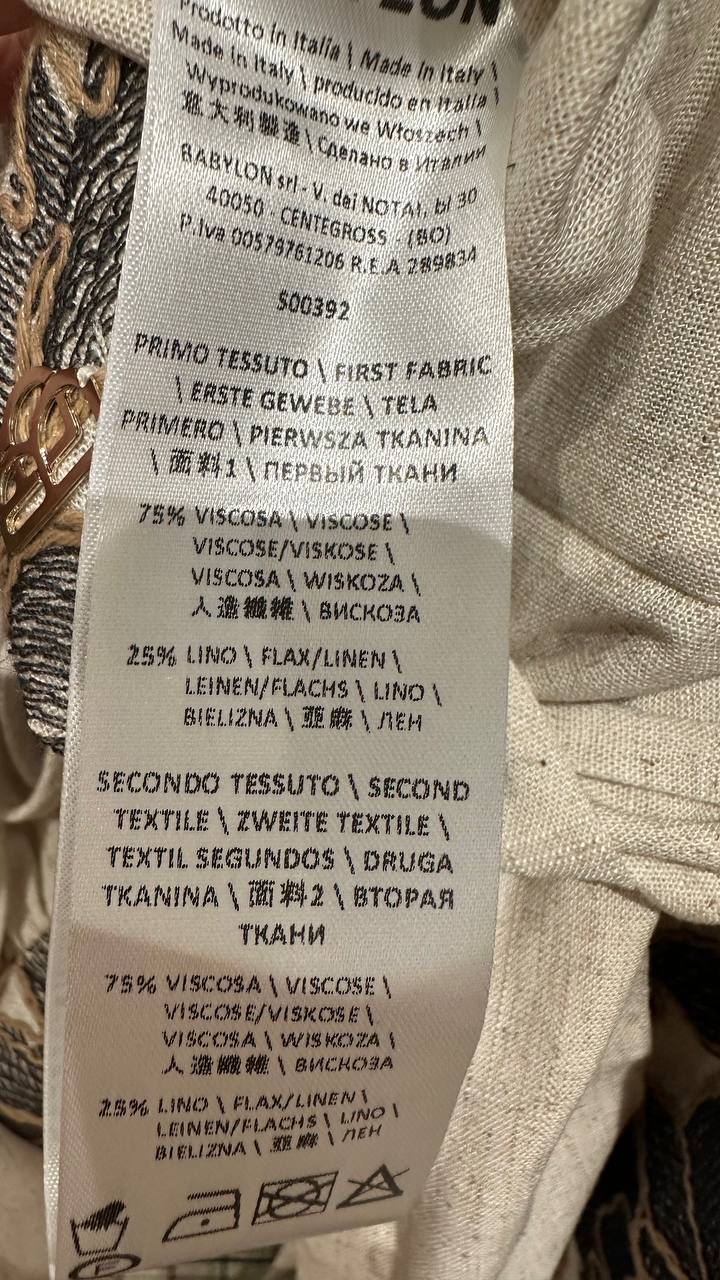 Prodotto in Italia \ Made in Italy \
Made in Italy \ producido en Italia \
Wyprodukowano we Włoszech \
意大利製造 \ Сделано в Италии
BABYLON srl - V. dei NOTAI, bl 30
40050 - CENTEGROSS - (BO)
P.Iva 00579761206 R.E.A 289834
S00392
PRIMO TESSUTO \ FIRST FABRIC
\ ERSTE GEWEBE \ TELA
PRIMERO \ PIERWSZA TKANINA
\ 面料1 \ ПЕРВЫЙ ТКАНИ
75% VISCOSA \ VISCOSE \
VISCOSE/VISKOSE \
VISCOSA \ WISKOZA \
人造纖維 \ ВИСКОЗА
25% LINO \ FLAX/LINEN \
LEINEN/FLACHS \ LINO \
BIELIZNA \ 亜麻 \ ЛЕН
SECONDO TESSUTO \ SECOND
TEXTILE \ ZWEITE TEXTILE \
TEXTIL SEGUNDOS \ DRUGA
TKANINA \ 面料2 \ ВТОРАЯ
ТКАНИ
75% VISCOSA \ VISCOSE \
VISCOSE/VISKOSE \
VISCOSA \ WISKOZA \
人造纖維 \ ВИСКОЗА
25% LINO \ FLAX/LINEN \
LEINEN/FLACHS \ LINO \
BIELIZNA \ 亜麻 \ ЛЕН
P